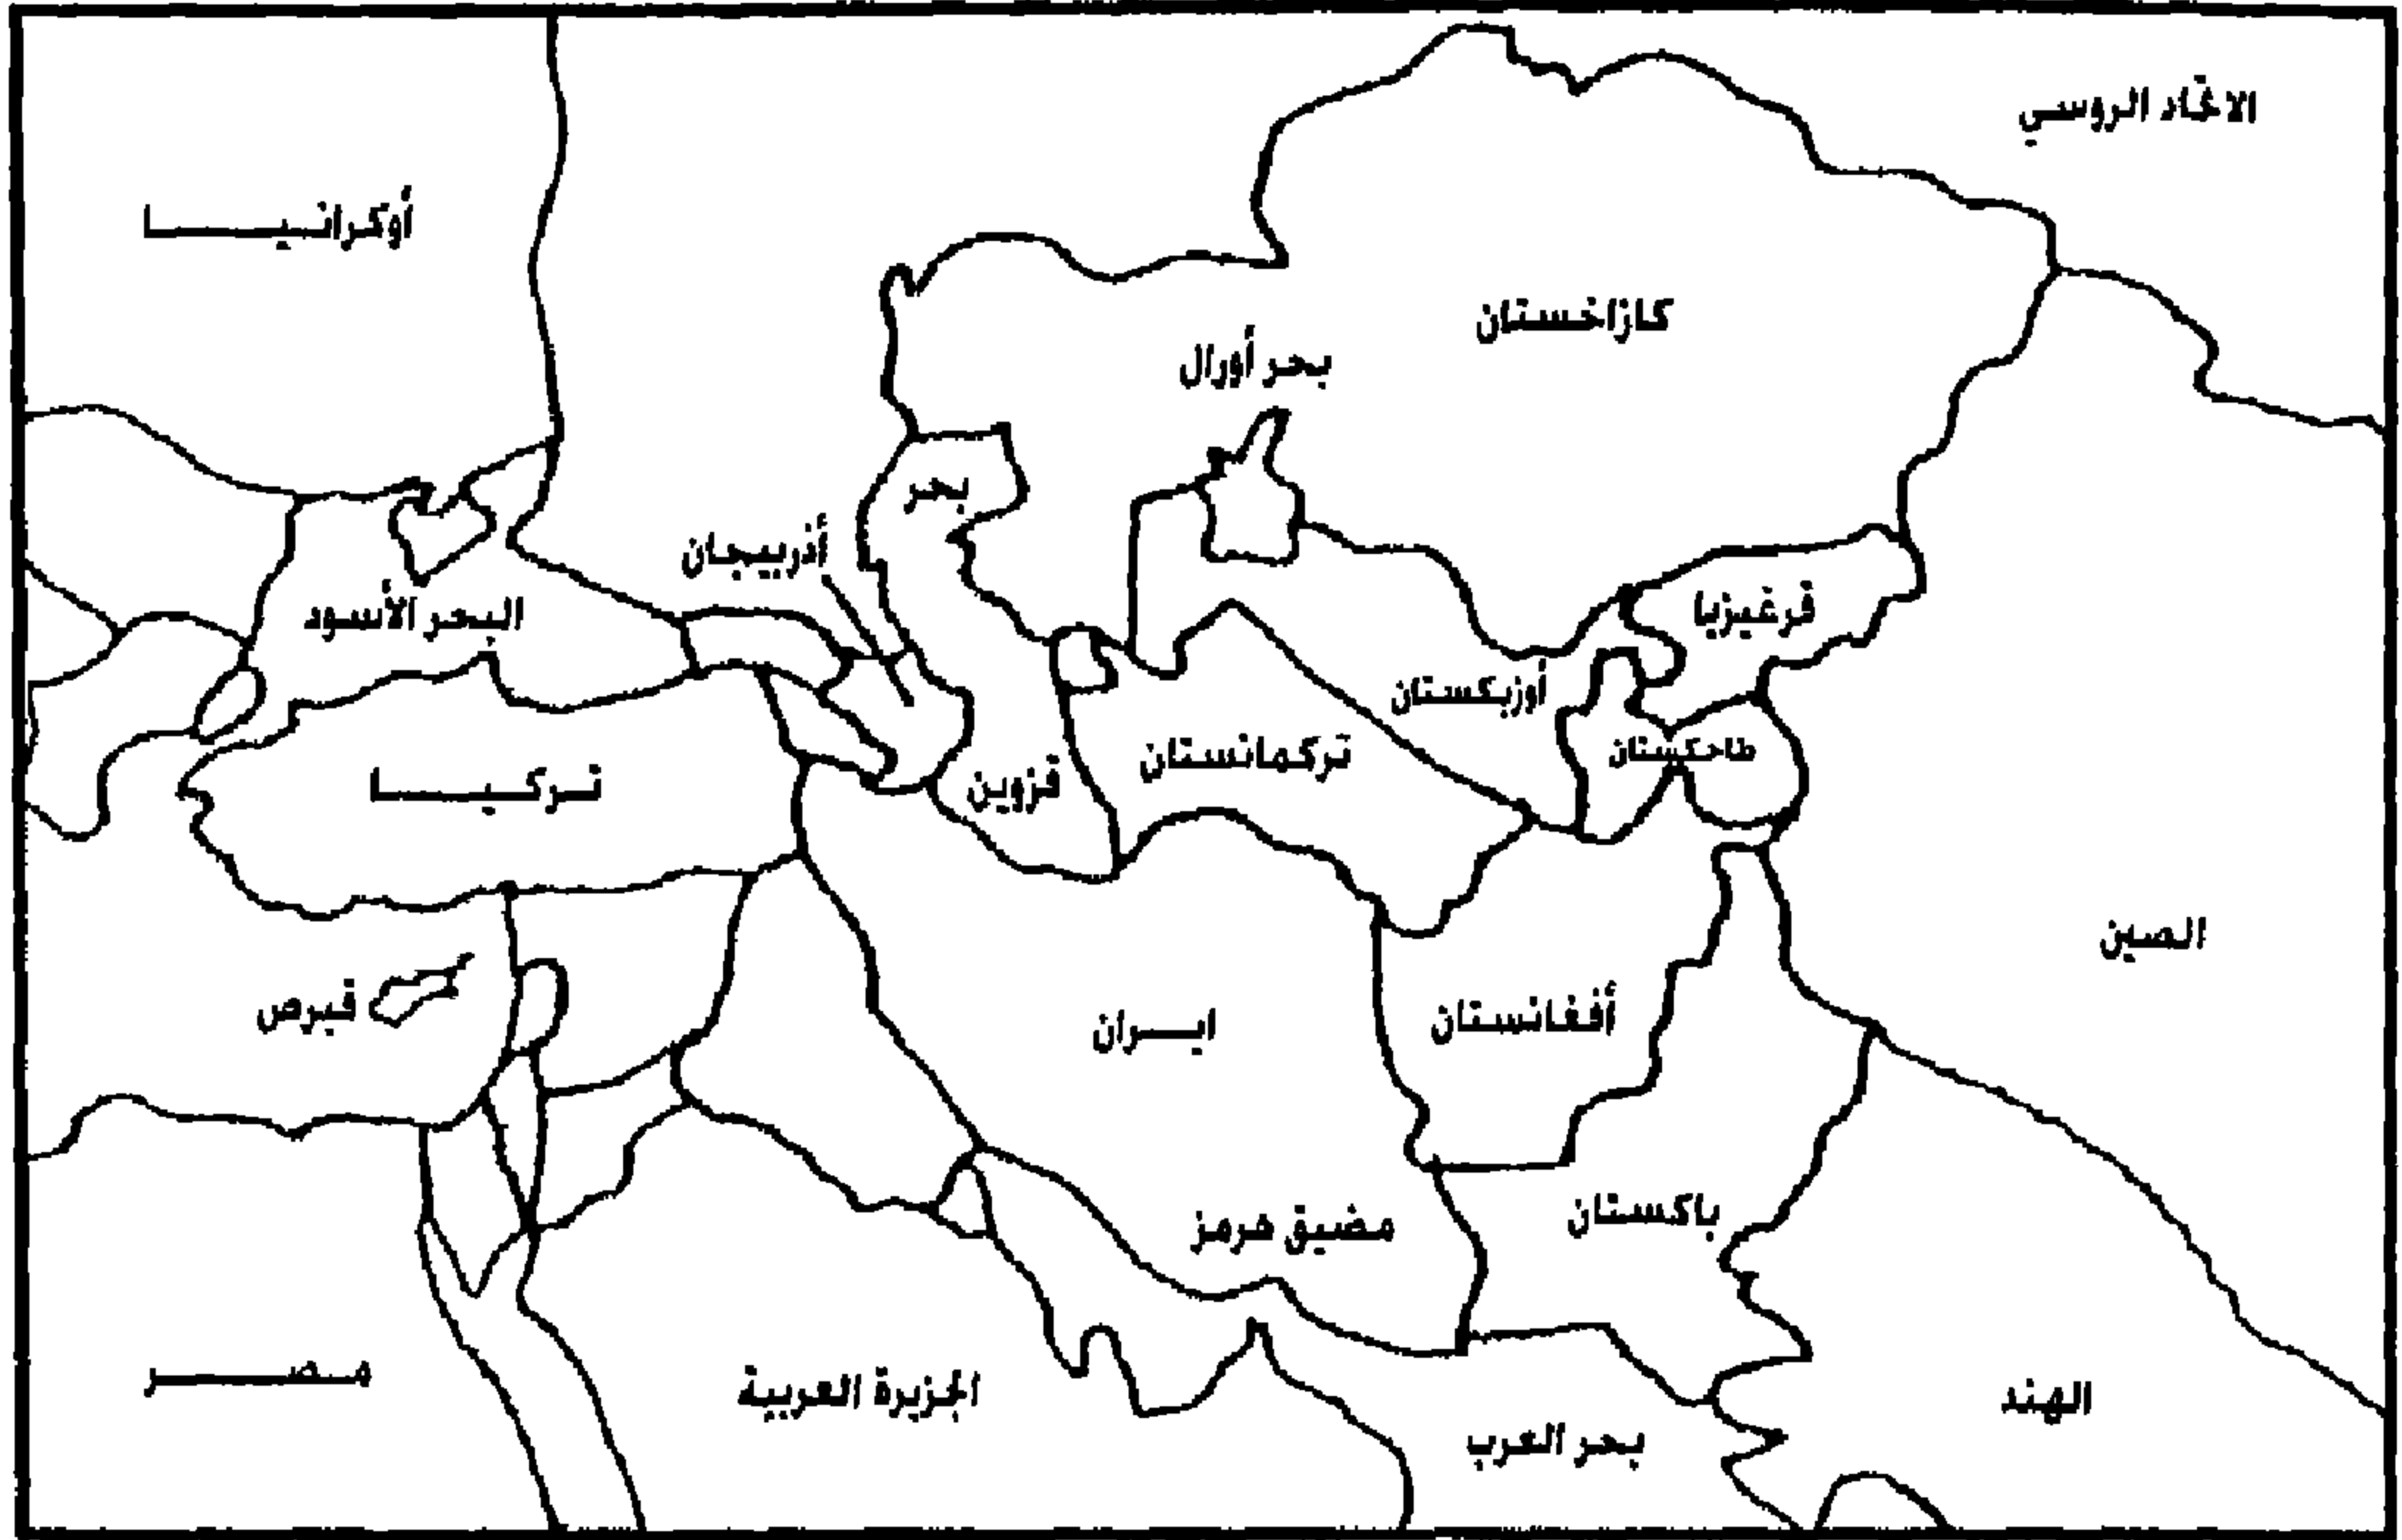 الاتحاد الروسي
أوكرانيا
كازاخستان
بحر أورال
بحر
أذربيجان
البحر الأسود
قرغيزيا
أوزبكستان
طاجكستان
تركمانستان
قزوين
تركيا
الصين
قبرص
ايران
أفغانستان
باكستان
مضيق هرمز
مصر
الجزيرة العربية
بحر العرب
الهند